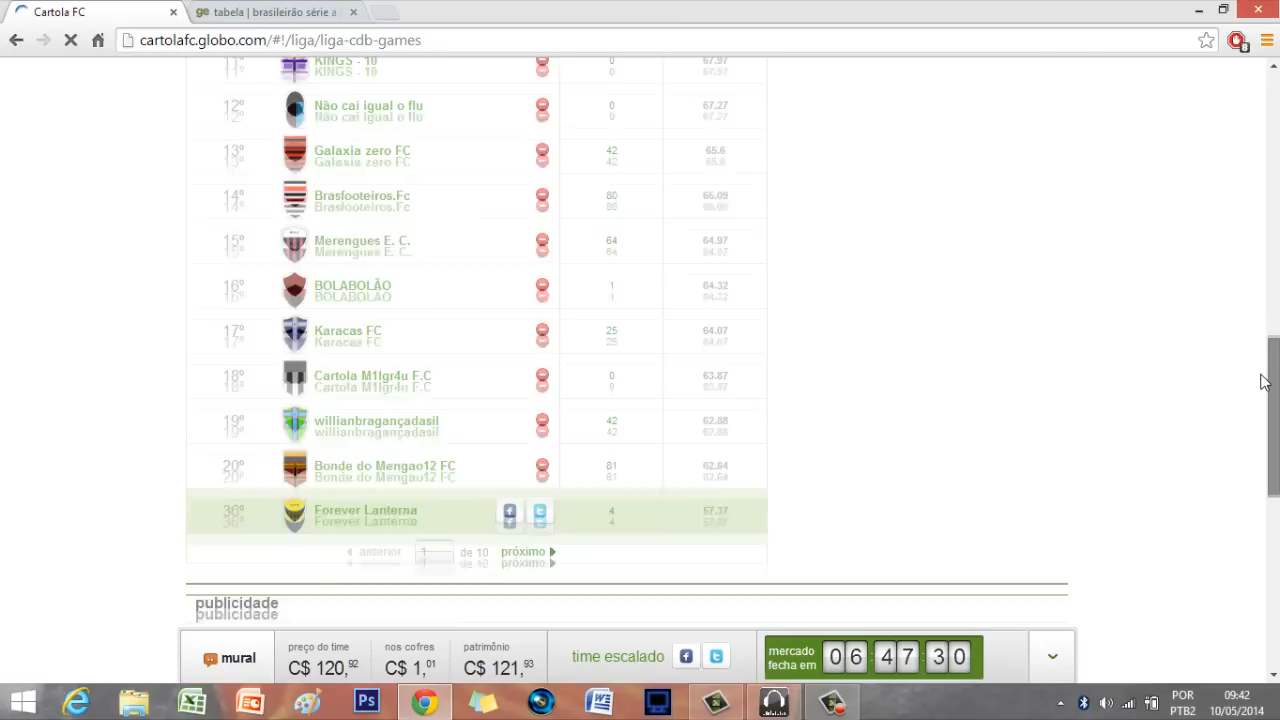 Cartola FC
tabela | brasileirão série a
cartolafc.globo.com/#!/liga/liga-cdb-games
11º KINGS - 10 0 67.97
12º Não cai igual o flu 0 67.27
13º Galaxia zero FC 42 65.6
14º Brasfooteiros.Fc 80 65.09
15º Merengues E. C. 64 64.97
16º BOLABOLÃO 1 64.32
17º Karacas FC 25 64.07
18º Cartola M1lgr4u F.C 0 63.87
19º willianbragançadasil 42 62.88
20º Bonde do Mengao12 FC 81 62.64
36º Forever Lanterna 4 57.37
anterior 1 de 10 próximo
publicidade
mural
preço do time
C$ 120,92
nos cofres
C$ 1,01
patrimônio
C$ 121,93
time escalado
mercado fecha em
06:47:30
POR
PTB2
09:42
10/05/2014